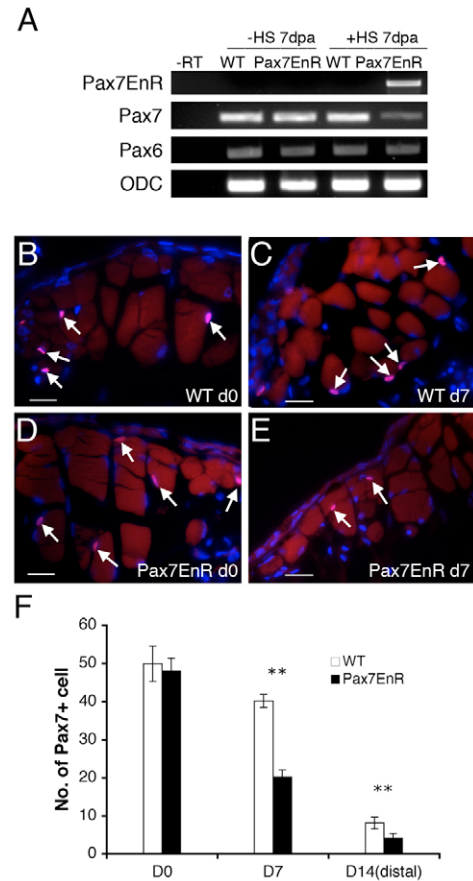 A
-HS 7dpa +HS 7dpa
-RT WT Pax7EnR WT Pax7EnR
Pax7EnR
Pax7
Pax6
ODC
B
WT d0
C
WT d7
D
Pax7EnR d0
E
Pax7EnR d7
F
No. of Pax7+ cell
60
50
40
30
20
10
0
**
**
WT
Pax7EnR
D0 D7 D14(distal)